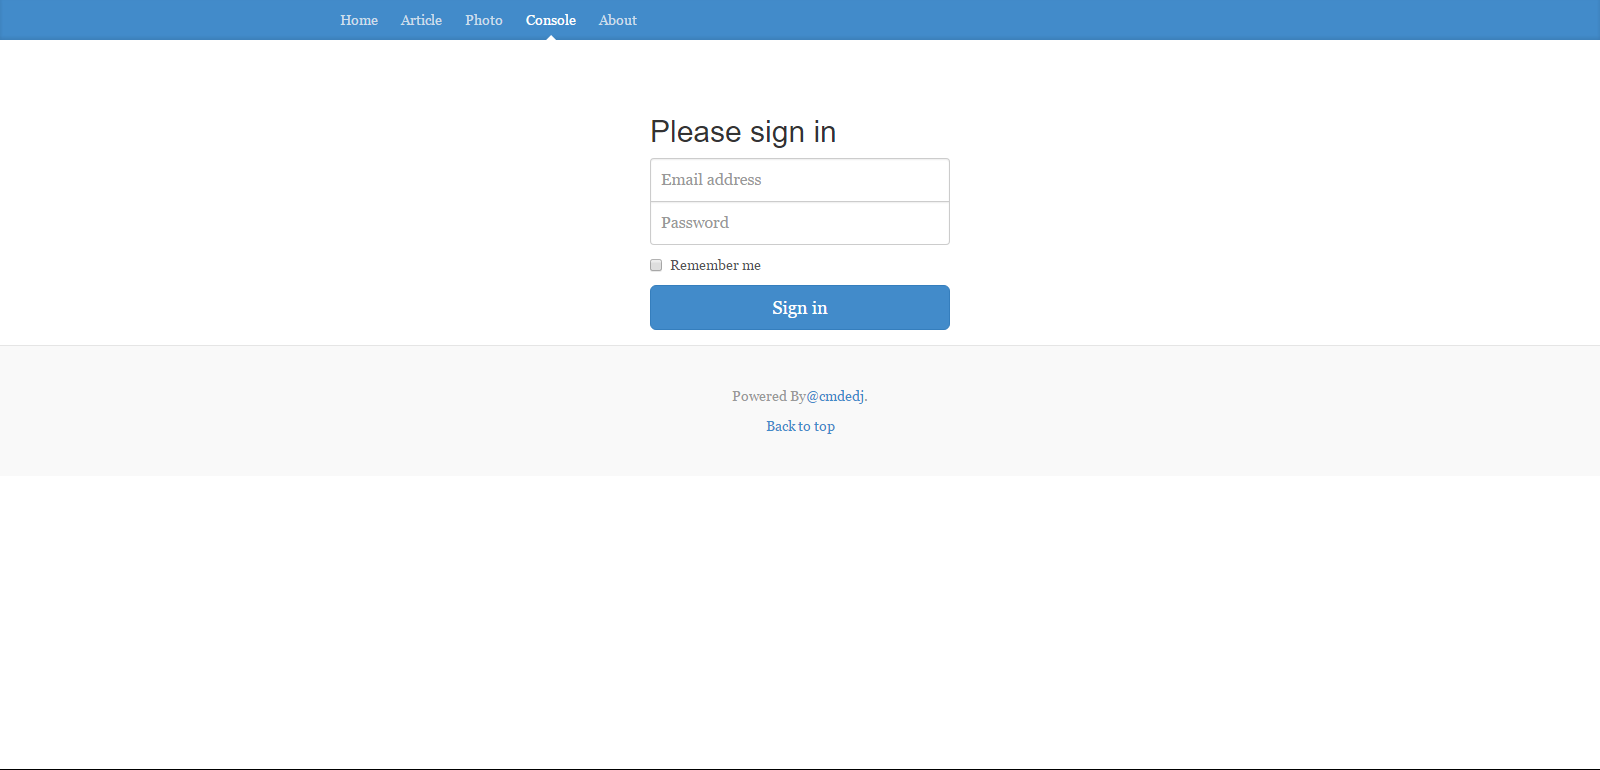 Home Article Photo Console About
Please sign in
Email address
Password
Remember me
Sign in
Powered By@cmdedj.
Back to top